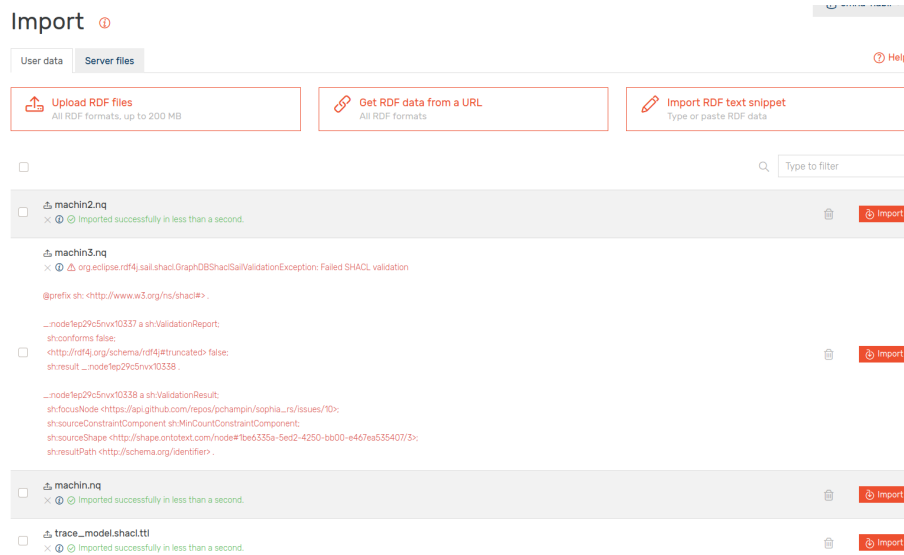 Import
User data
Server files
Help
Upload RDF files
All RDF formats, up to 200 MB
Get RDF data from a URL
All RDF formats
Import RDF text snippet
Type or paste RDF data
Type to filter
machin2.nq
Imported successfully in less than a second.
Import
machin3.nq
org.eclipse.rdf4j.sail.shacl.GraphDBShaclSailValidationException: Failed SHACL validation
@prefix sh: <http://www.w3.org/ns/shacl#> .
_:node1ep29c5nvx10337 a sh:ValidationReport;
sh:conforms false;
<http://rdf4j.org/schema/rdf4j#truncated> false;
sh:result _:node1ep29c5nvx10338 .
_:node1ep29c5nvx10338 a sh:ValidationResult;
sh:focusNode <https://api.github.com/repos/pchampin/sophia_rs/issues/10>;
sh:sourceConstraintComponent sh:MinCountConstraintComponent;
sh:sourceShape <http://shape.ontotext.com/node#1be6335a-5ed2-4250-bb00-e467ea535407/3>;
sh:resultPath <http://schema.org/identifier> .
Import
machin.nq
Imported successfully in less than a second.
Import
trace_model.shacl.ttl
Imported successfully in less than a second.
Import